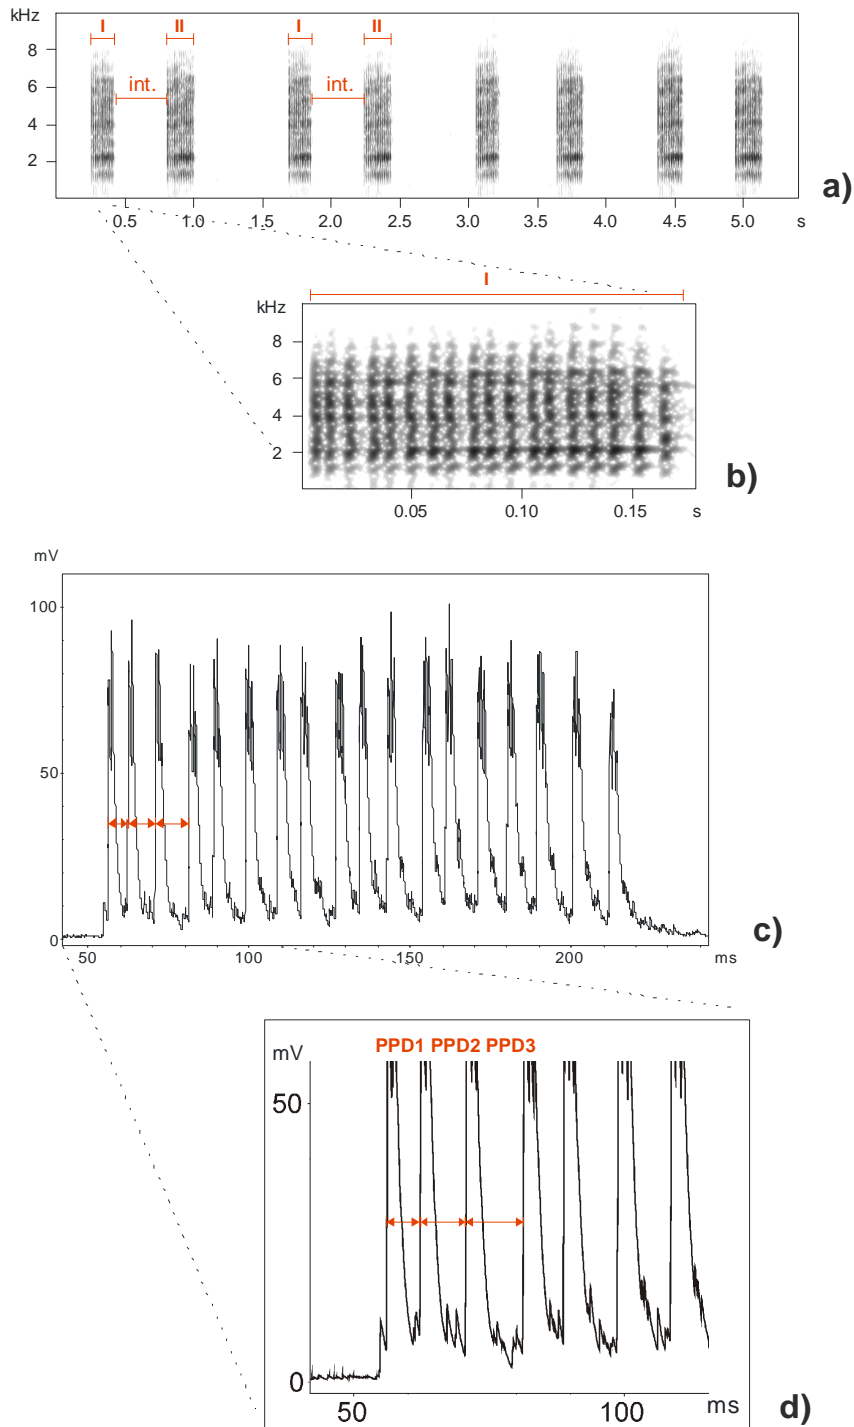 kHz
I II I II
8
6
int. int.
4
2
a)
0.5 1.0 1.5 2.0 2.5 3.0 3.5 4.0 4.5 5.0 s
I
kHz
8
6
4
2
b)
0.05 0.10 0.15 s
mV
100
50
0
c)
50 100 150 200 ms
PPD1 PPD2 PPD3
mV
50
0
50 100 ms
d)